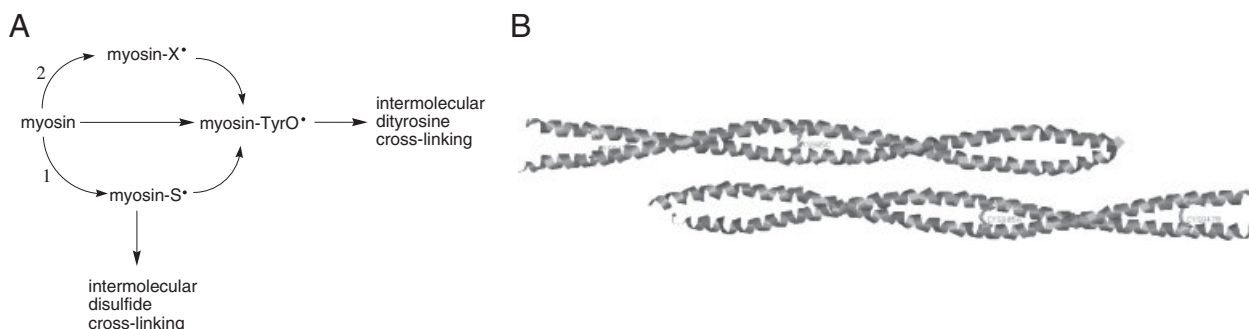 A
B
myosin-X•
2
myosin
myosin-TyrO•
intermolecular
dityrosine
cross-linking
1
myosin-S•
intermolecular
disulfide
cross-linking